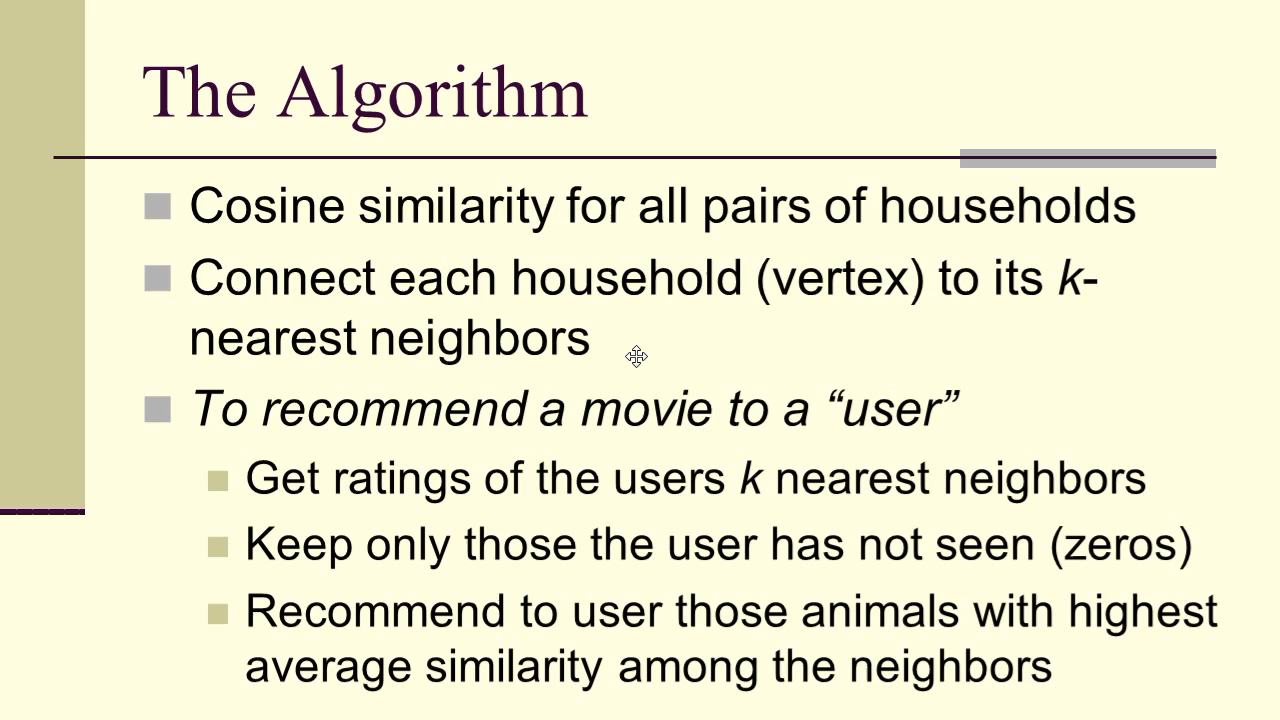 The Algorithm
Cosine similarity for all pairs of households
Connect each household (vertex) to its k-
nearest neighbors
To recommend a movie to a “user”
Get ratings of the users k nearest neighbors
Keep only those the user has not seen (zeros)
Recommend to user those animals with highest
average similarity among the neighbors